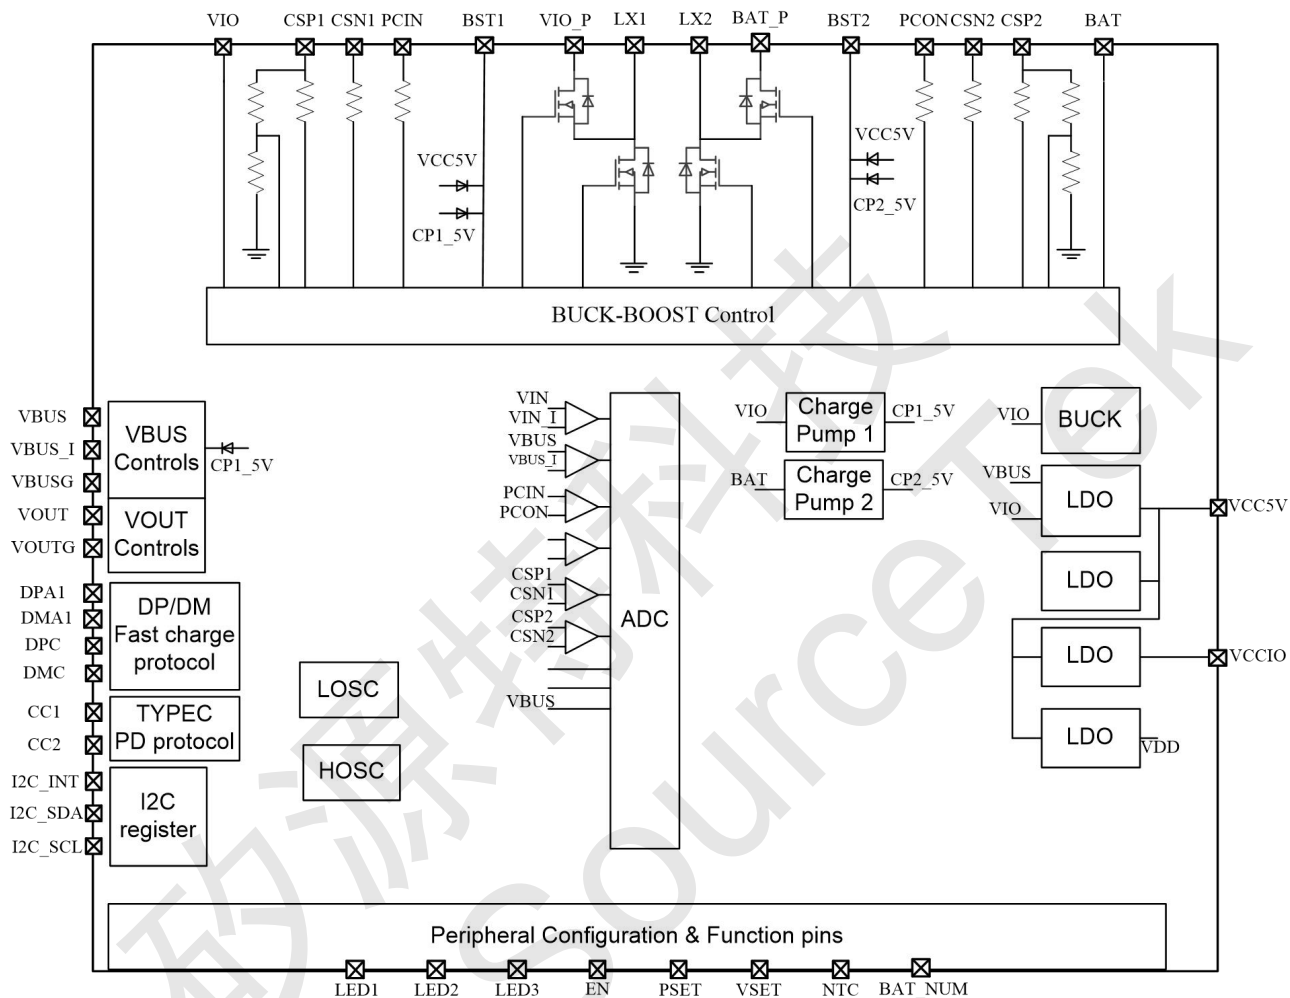 VIO CSP1 CSN1 PCIN BST1 VIO_P LX1 LX2 BAT_P BST2 PCON CSN2 CSP2 BAT
VCC5V
CP1_5V
VCC5V
CP2_5V
BUCK-BOOST Control
VBUS
VBUS_I
VBUSG
VOUT
VOUTG
DPA1
DMA1
DPC
DMC
CC1
CC2
I2C_INT
I2C_SDA
I2C_SCL
VBUS
Controls
CP1_5V
VOUT
Controls
DP/DM
Fast charge
protocol
TYPEC
PD protocol
I2C
register
LOSC
HOSC
VIN
VIN_I
VBUS
VBUS_I
PCIN
PCON
CSP1
CSN1
CSP2
CSN2
VBUS
ADC
VIO
Charge
Pump 1
CP1_5V
BAT
Charge
Pump 2
CP2_5V
VIO
BUCK
VBUS
VIO
LDO
VCC5V
LDO
LDO
VCCIO
LDO
VDD
Peripheral Configuration & Function pins
LED1 LED2 LED3 EN PSET VSET NTC BAT_NUM
矽源特科技
SourceTek